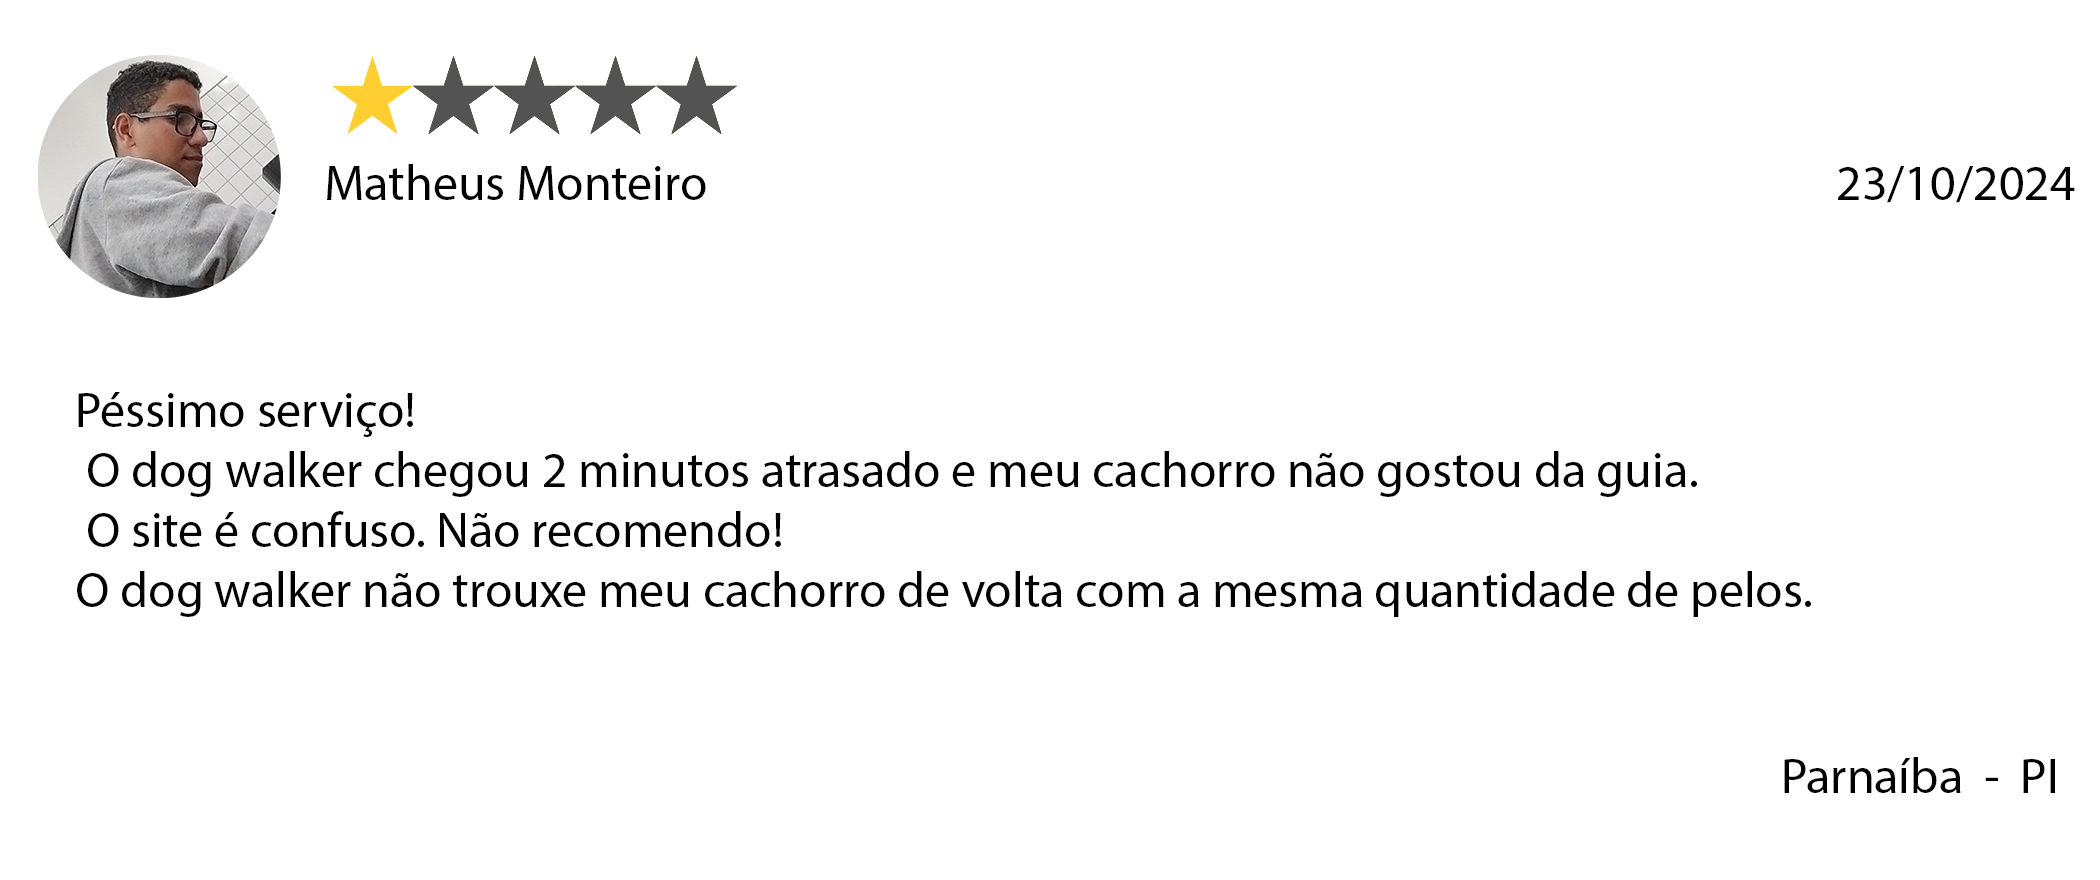 Matheus Monteiro
23/10/2024
Péssimo serviço!
O dog walker chegou 2 minutos atrasado e meu cachorro não gostou da guia.
O site é confuso. Não recomendo!
O dog walker não trouxe meu cachorro de volta com a mesma quantidade de pelos.
Parnaíba - PI